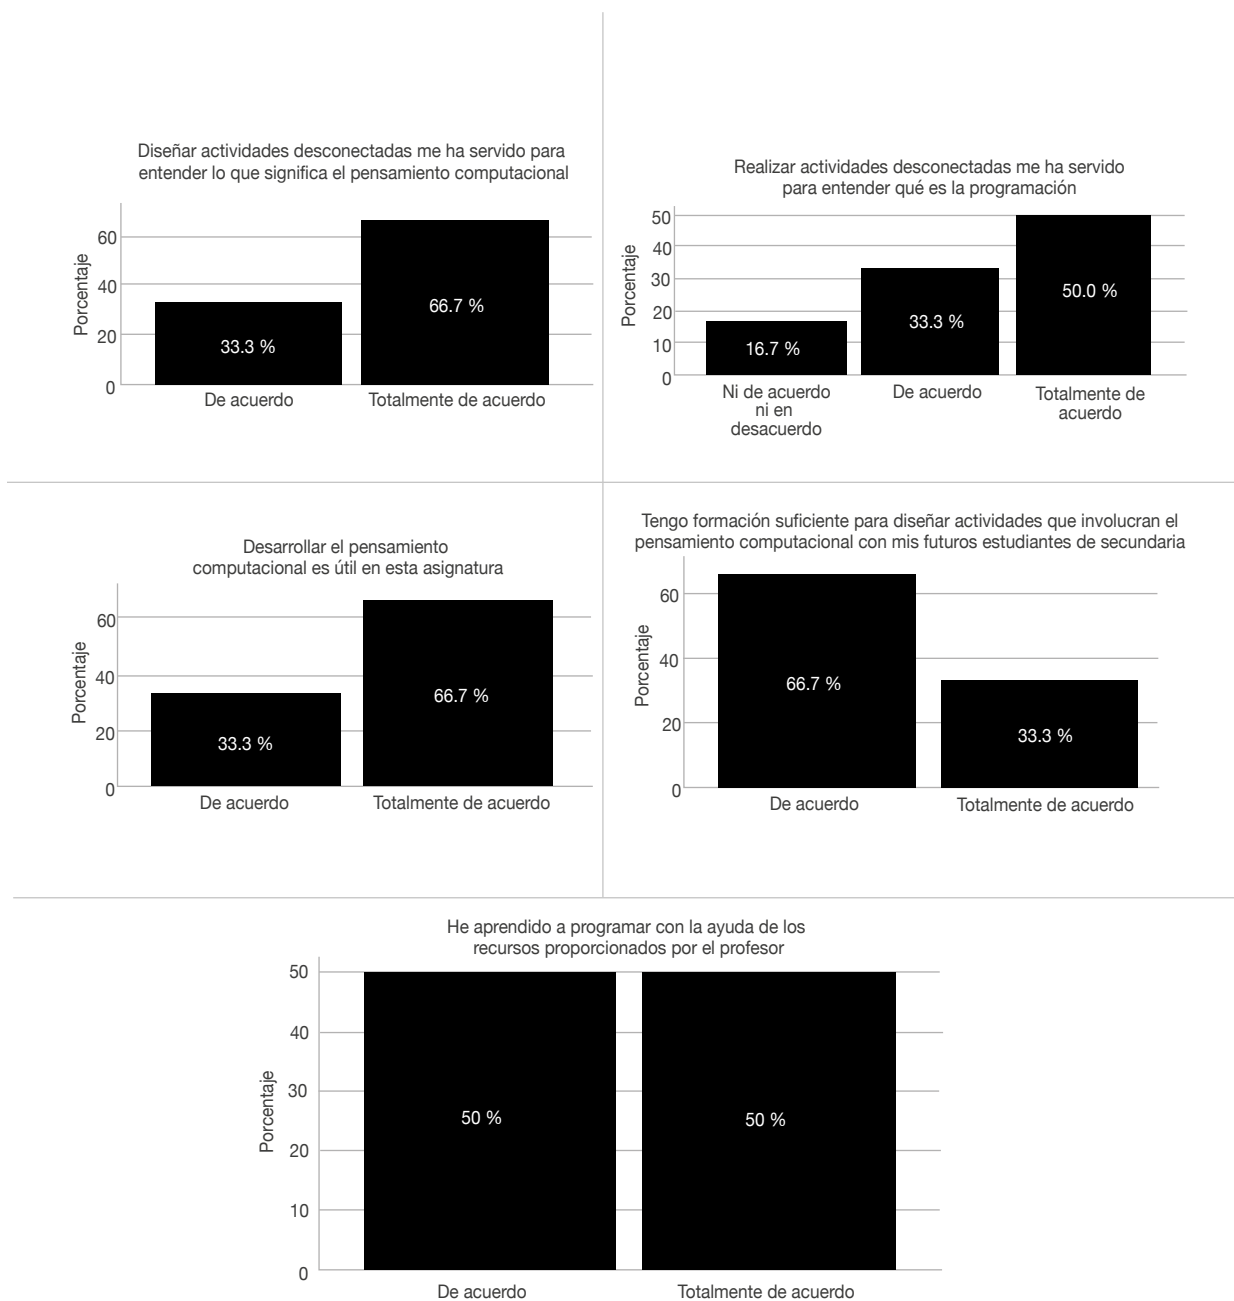 Diseñar actividades desconectadas me ha servido para
entender lo que significa el pensamiento computacional
Porcentaje
60
40
20
0
33.3 %
66.7 %
De acuerdo
Totalmente de acuerdo
Realizar actividades desconectadas me ha servido
para entender qué es la programación
Porcentaje
50
40
30
20
10
0
16.7 %
33.3 %
50.0 %
Ni de acuerdo
ni en
desacuerdo
De acuerdo
Totalmente de
acuerdo
Desarrollar el pensamiento
computacional es útil en esta asignatura
Porcentaje
60
40
20
0
33.3 %
66.7 %
De acuerdo
Totalmente de acuerdo
Tengo formación suficiente para diseñar actividades que involucran el
pensamiento computacional con mis futuros estudiantes de secundaria
Porcentaje
60
40
20
0
66.7 %
33.3 %
De acuerdo
Totalmente de acuerdo
He aprendido a programar con la ayuda de los
recursos proporcionados por el profesor
Porcentaje
50
40
30
20
10
0
50 %
50 %
De acuerdo
Totalmente de acuerdo